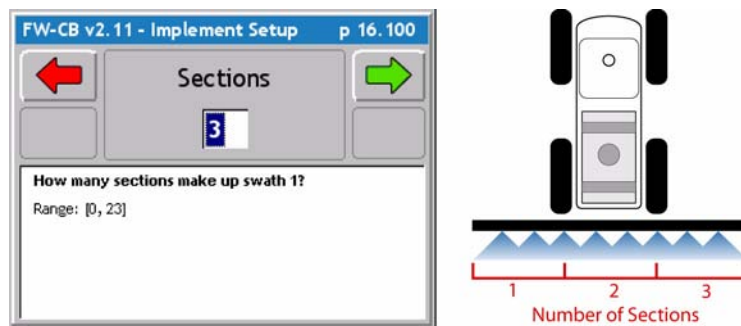 FW-CB v2.11 - Implement Setup p 16.100
Sections
3
How many sections make up swath 1?
Range: [0, 23]
1 2 3
Number of Sections